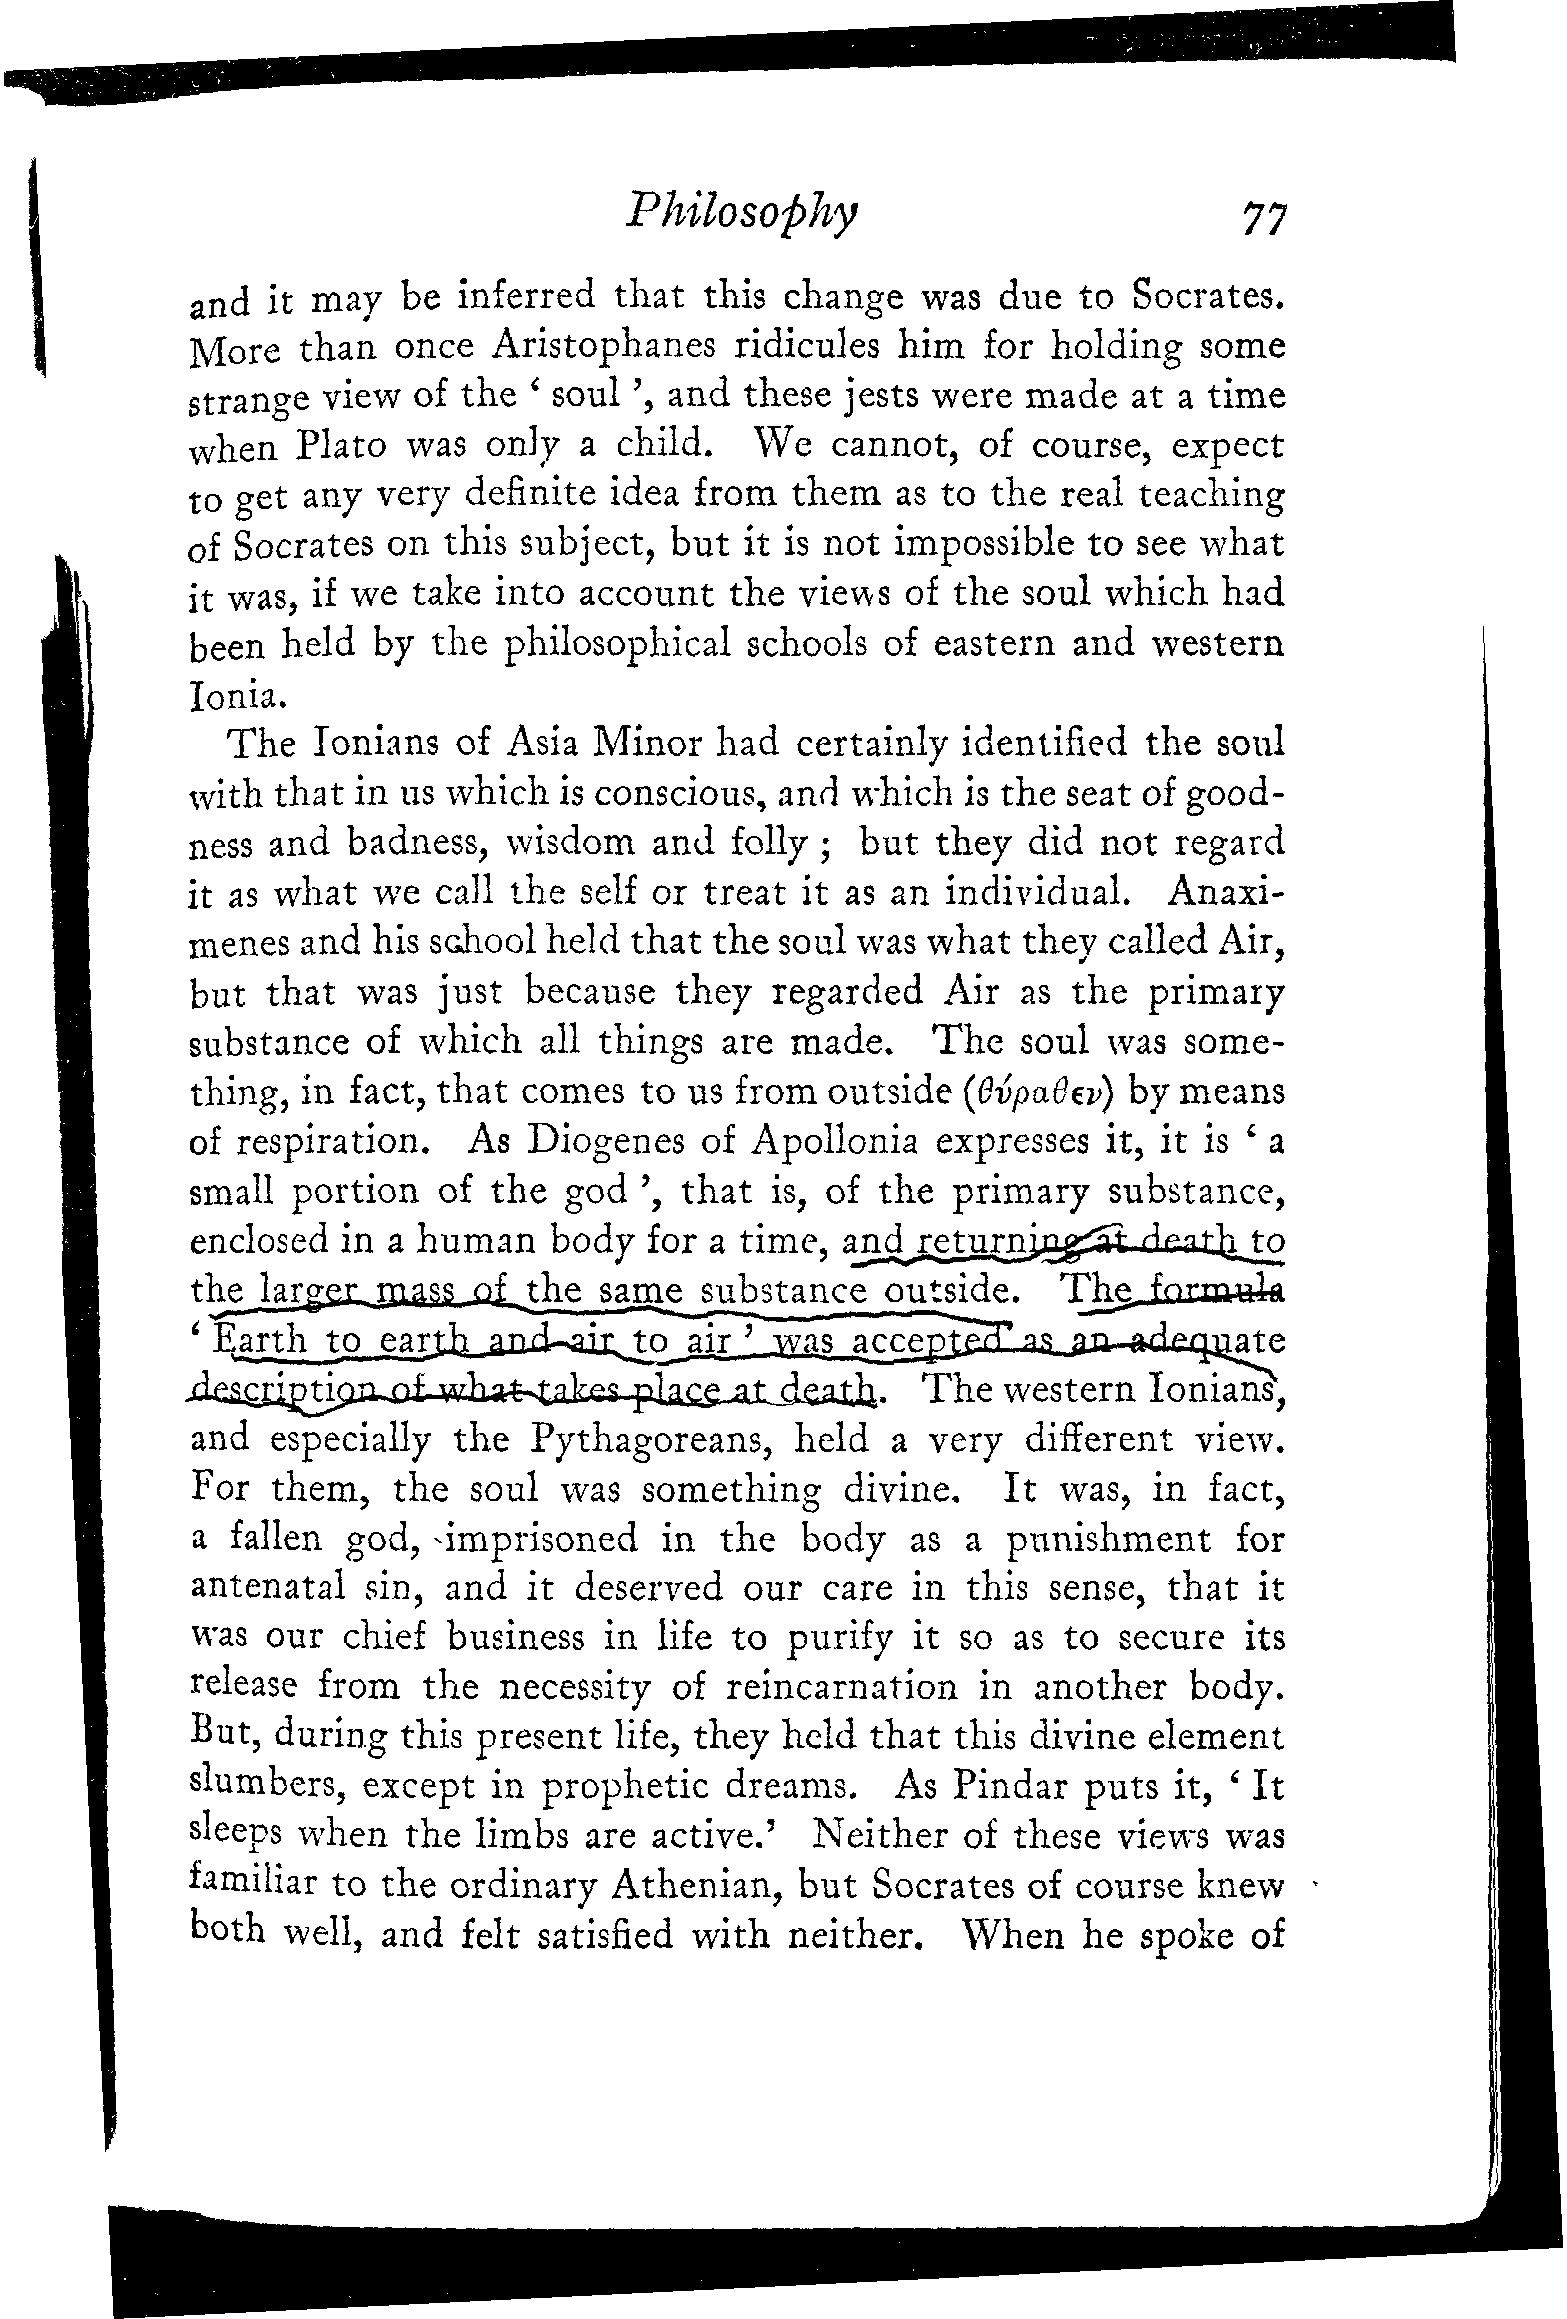 Philosophy 77
and it may be inferred that this change was due to Socrates.
More than once Aristophanes ridicules him for holding some
strange view of the ‘ soul ’, and these jests were made at a time
when Plato was only a child. We cannot, of course, expect
to get any very definite idea from them as to the real teaching
of Socrates on this subject, but it is not impossible to see what
it was, if we take into account the views of the soul which had
been held by the philosophical schools of eastern and western
Ionia.
The Ionians of Asia Minor had certainly identified the soul
with that in us which is conscious, and which is the seat of good-
ness and badness, wisdom and folly ; but they did not regard
it as what we call the self or treat it as an individual. Anaxi-
menes and his school held that the soul was what they called Air,
but that was just because they regarded Air as the primary
substance of which all things are made. The soul was some-
thing, in fact, that comes to us from outside (θύραθεν) by means
of respiration. As Diogenes of Apollonia expresses it, it is ‘ a
small portion of the god ’, that is, of the primary substance,
enclosed in a human body for a time, and returning at death to
the larger mass of the same substance outside. The formula
‘ Earth to earth and air to air ’ was accepted as an adequate
description of what takes place at death. The western Ionians,
and especially the Pythagoreans, held a very different view.
For them, the soul was something divine. It was, in fact,
a fallen god, imprisoned in the body as a punishment for
antenatal sin, and it deserved our care in this sense, that it
was our chief business in life to purify it so as to secure its
release from the necessity of reincarnation in another body.
But, during this present life, they held that this divine element
slumbers, except in prophetic dreams. As Pindar puts it, ‘ It
sleeps when the limbs are active.’ Neither of these views was
familiar to the ordinary Athenian, but Socrates of course knew
both well, and felt satisfied with neither. When he spoke of